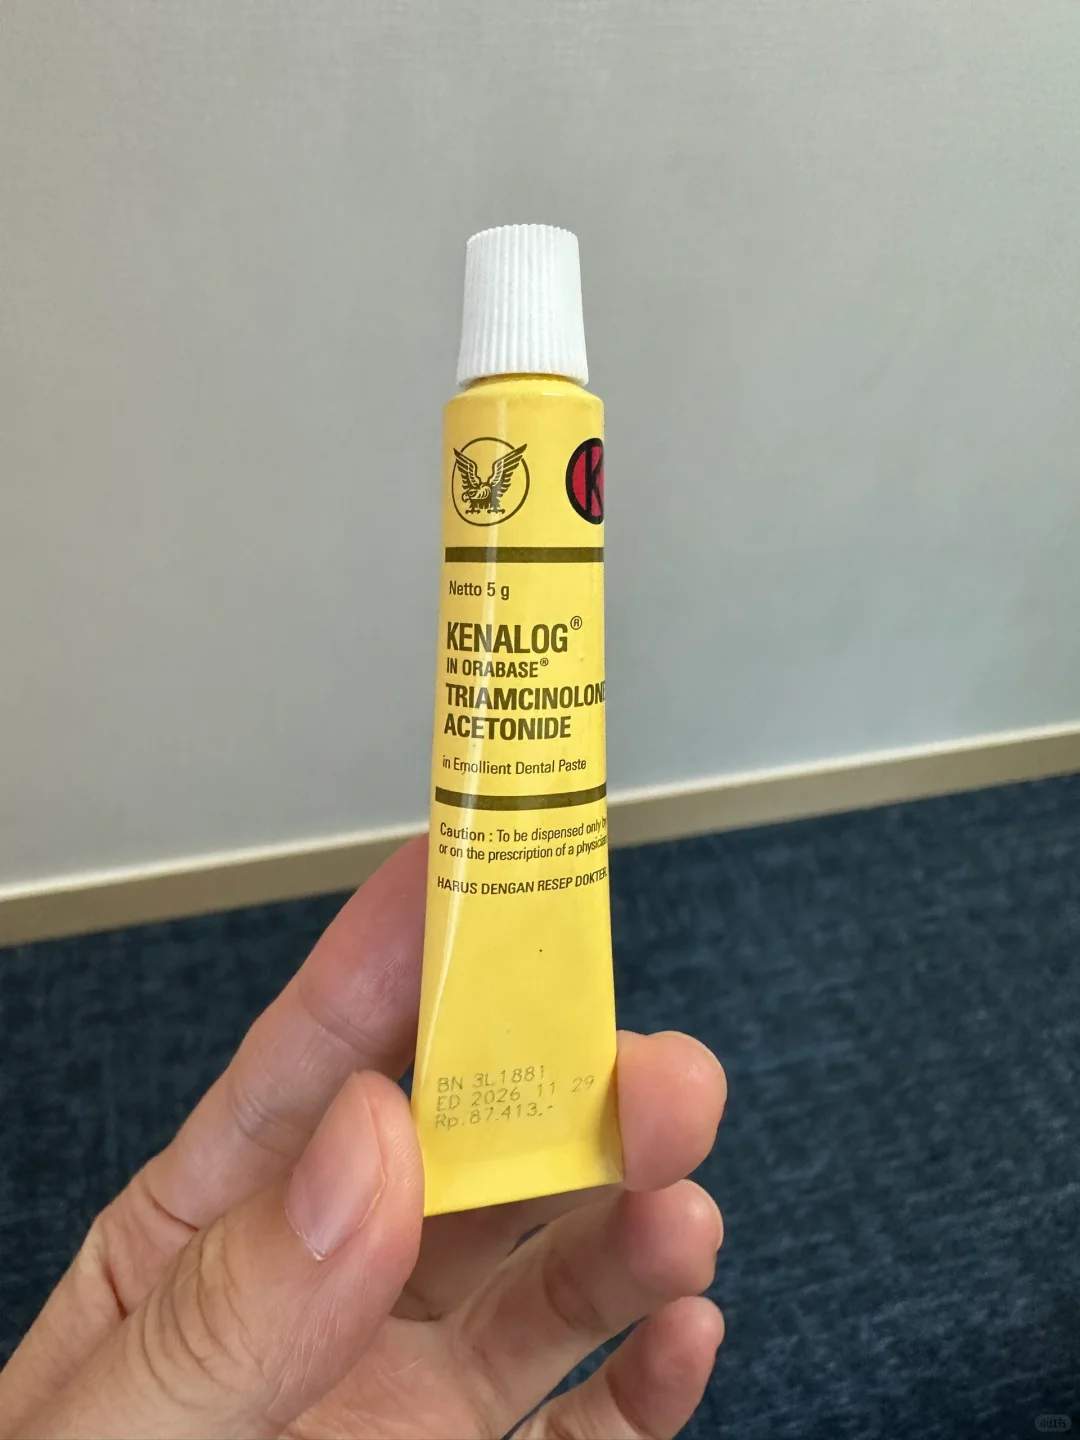 K
Netto 5 g
KENALOG®
IN ORABASE®
TRIAMCINOLONE
ACETONIDE
in Emollient Dental Paste
Caution : To be dispensed only by
or on the prescription of a physician
HARUS DENGAN RESEP DOKTER
BN 3L1881
ED 2026 11 29
Rp.87.413,-